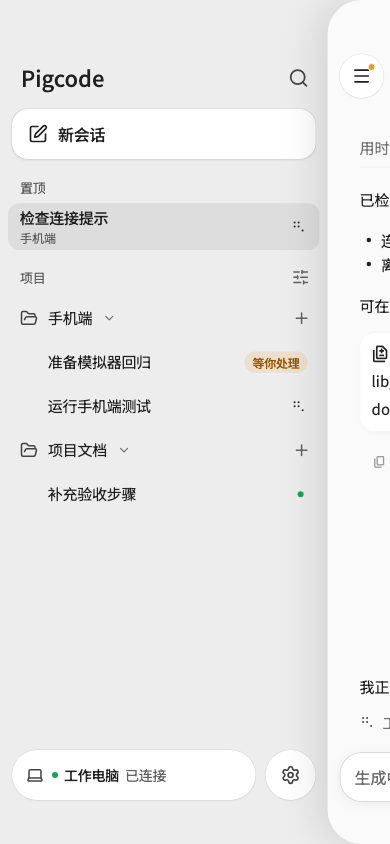 Pigcode
新会话
置顶
检查连接提示
手机端
项目
手机端
准备模拟器回归
等你处理
运行手机端测试
项目文档
补充验收步骤
工作电脑 已连接
用时
已检
可在
lib
do
我正
生成